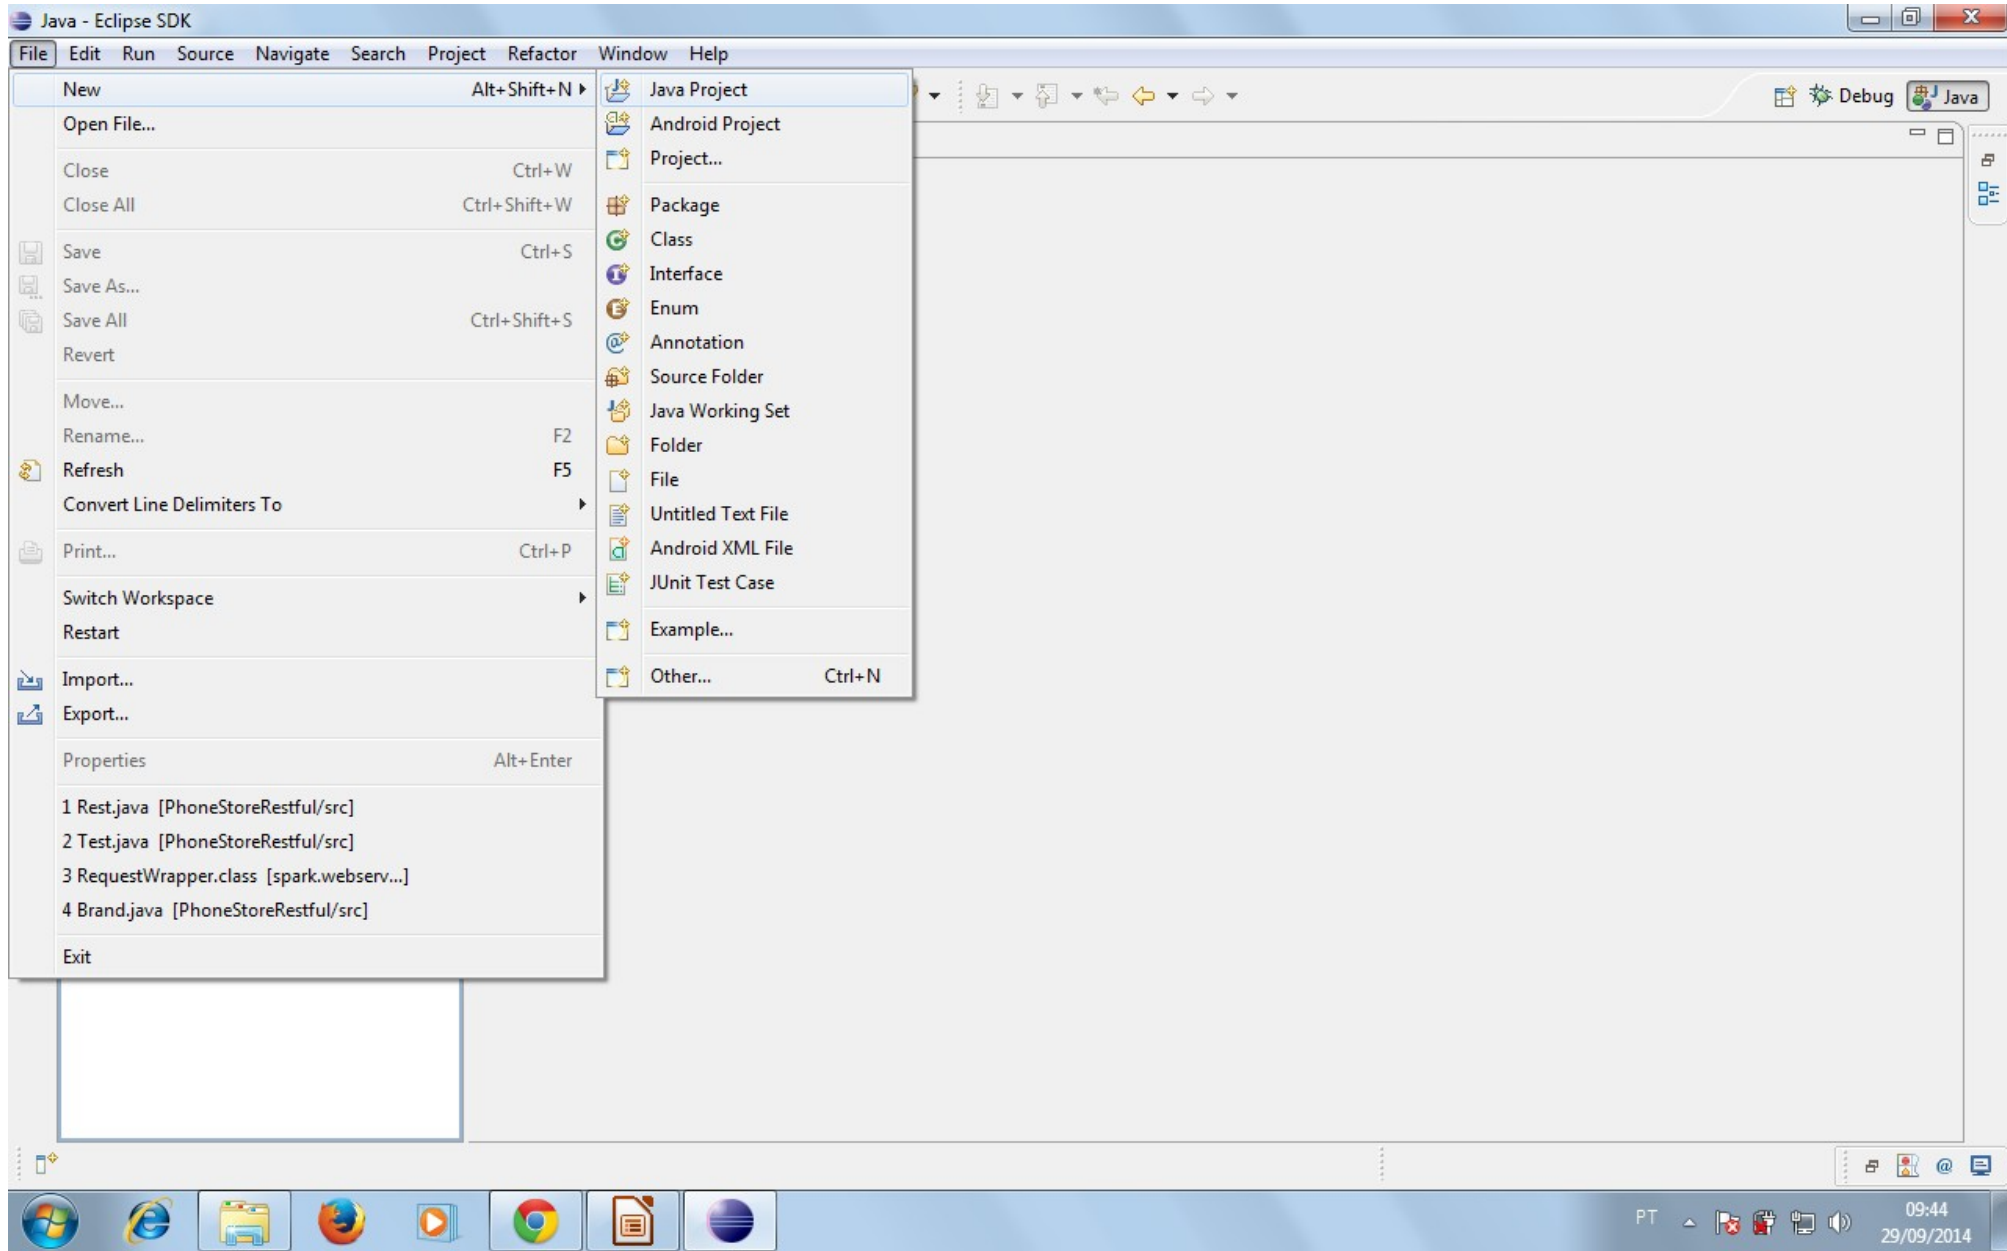 Java - Eclipse SDK
File Edit Run Source Navigate Search Project Refactor Window Help
New Alt+Shift+N
Open File...
Close Ctrl+W
Close All Ctrl+Shift+W
Save Ctrl+S
Save As...
Save All Ctrl+Shift+S
Revert
Move...
Rename... F2
Refresh F5
Convert Line Delimiters To
Print... Ctrl+P
Switch Workspace
Restart
Import...
Export...
Properties Alt+Enter
1 Rest.java [PhoneStoreRestful/src]
2 Test.java [PhoneStoreRestful/src]
3 RequestWrapper.class [spark.webserv...]
4 Brand.java [PhoneStoreRestful/src]
Exit
Java Project
Android Project
Project...
Package
Class
Interface
Enum
Annotation
Source Folder
Java Working Set
Folder
File
Untitled Text File
Android XML File
JUnit Test Case
Example...
Other... Ctrl+N
Debug Java
PT
09:44
29/09/2014